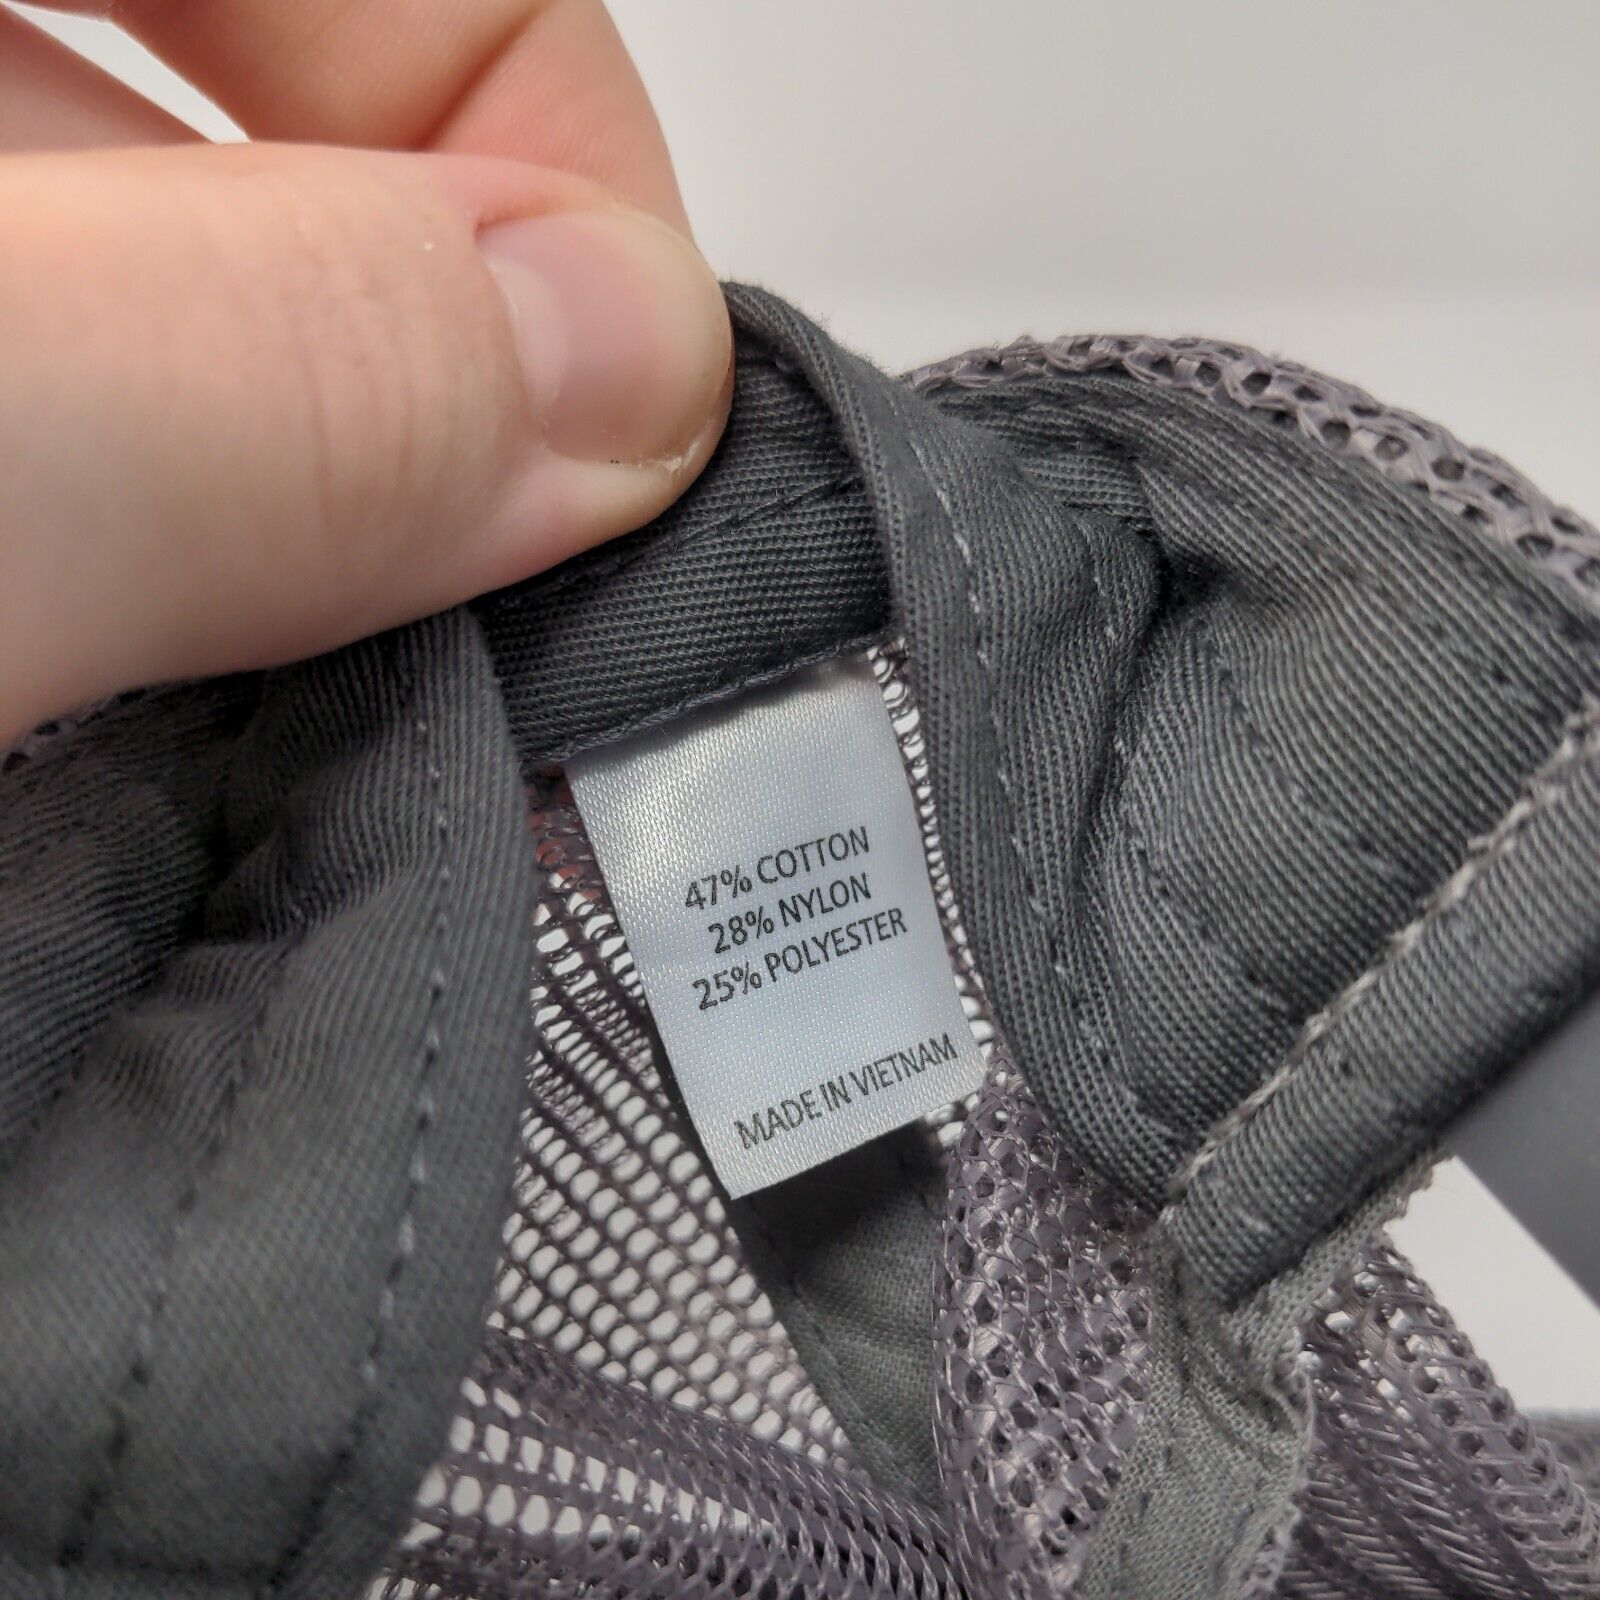 47% COTTON
28% NYLON
25% POLYESTER
MADE IN VIETNAM